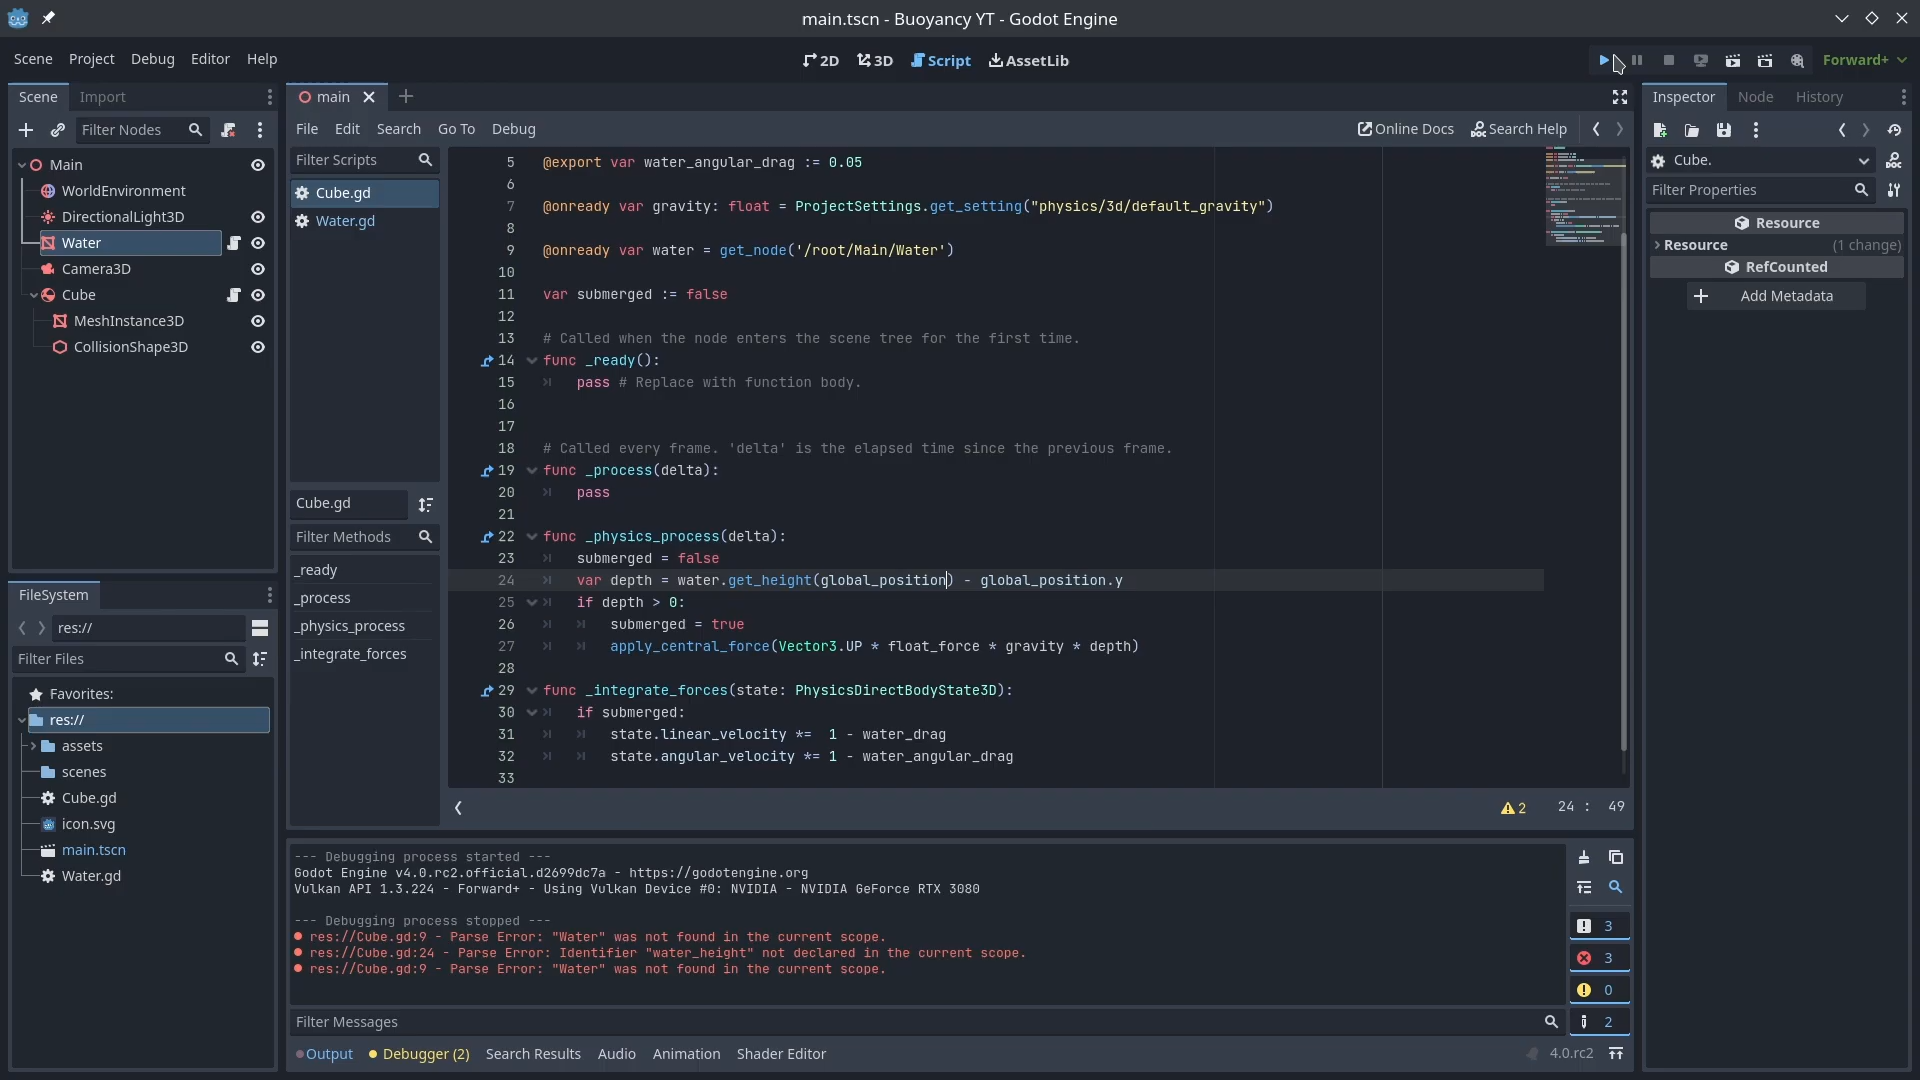 main.tscn - Buoyancy YT - Godot Engine
Scene Project Debug Editor Help
2D 3D Script AssetLib
Forward+
Scene Import
Filter Nodes
Main
WorldEnvironment
DirectionalLight3D
Water
Camera3D
Cube
MeshInstance3D
CollisionShape3D
FileSystem
res://
Filter Files
Favorites:
res://
assets
scenes
Cube.gd
icon.svg
main.tscn
Water.gd
main
File Edit Search Go To Debug
Online Docs Search Help
Filter Scripts
Cube.gd
Water.gd
Cube.gd
Filter Methods
_ready
_process
_physics_process
_integrate_forces
5 @export var water_angular_drag := 0.05
6
7 @onready var gravity: float = ProjectSettings.get_setting("physics/3d/default_gravity")
8
9 @onready var water = get_node('/root/Main/Water')
10
11 var submerged := false
12
13 # Called when the node enters the scene tree for the first time.
14 func _ready():
15 pass # Replace with function body.
16
17
18 # Called every frame. 'delta' is the elapsed time since the previous frame.
19 func _process(delta):
20 pass
21
22 func _physics_process(delta):
23 submerged = false
24 var depth = water.get_height(global_position) - global_position.y
25 if depth > 0:
26 submerged = true
27 apply_central_force(Vector3.UP * float_force * gravity * depth)
28
29 func _integrate_forces(state: PhysicsDirectBodyState3D):
30 if submerged:
31 state.linear_velocity *=  1 - water_drag
32 state.angular_velocity *= 1 - water_angular_drag
33
2 24 : 49
--- Debugging process started ---
Godot Engine v4.0.rc2.official.d2699dc7a - https://godotengine.org
Vulkan API 1.3.224 - Forward+ - Using Vulkan Device #0: NVIDIA - NVIDIA GeForce RTX 3080
--- Debugging process stopped ---
res://Cube.gd:9 - Parse Error: "Water" was not found in the current scope.
res://Cube.gd:24 - Parse Error: Identifier "water_height" not declared in the current scope.
res://Cube.gd:9 - Parse Error: "Water" was not found in the current scope.
3
3
0
2
Filter Messages
Output Debugger (2) Search Results Audio Animation Shader Editor
4.0.rc2
Inspector Node History
Cube.
Filter Properties
Resource
Resource (1 change)
RefCounted
Add Metadata